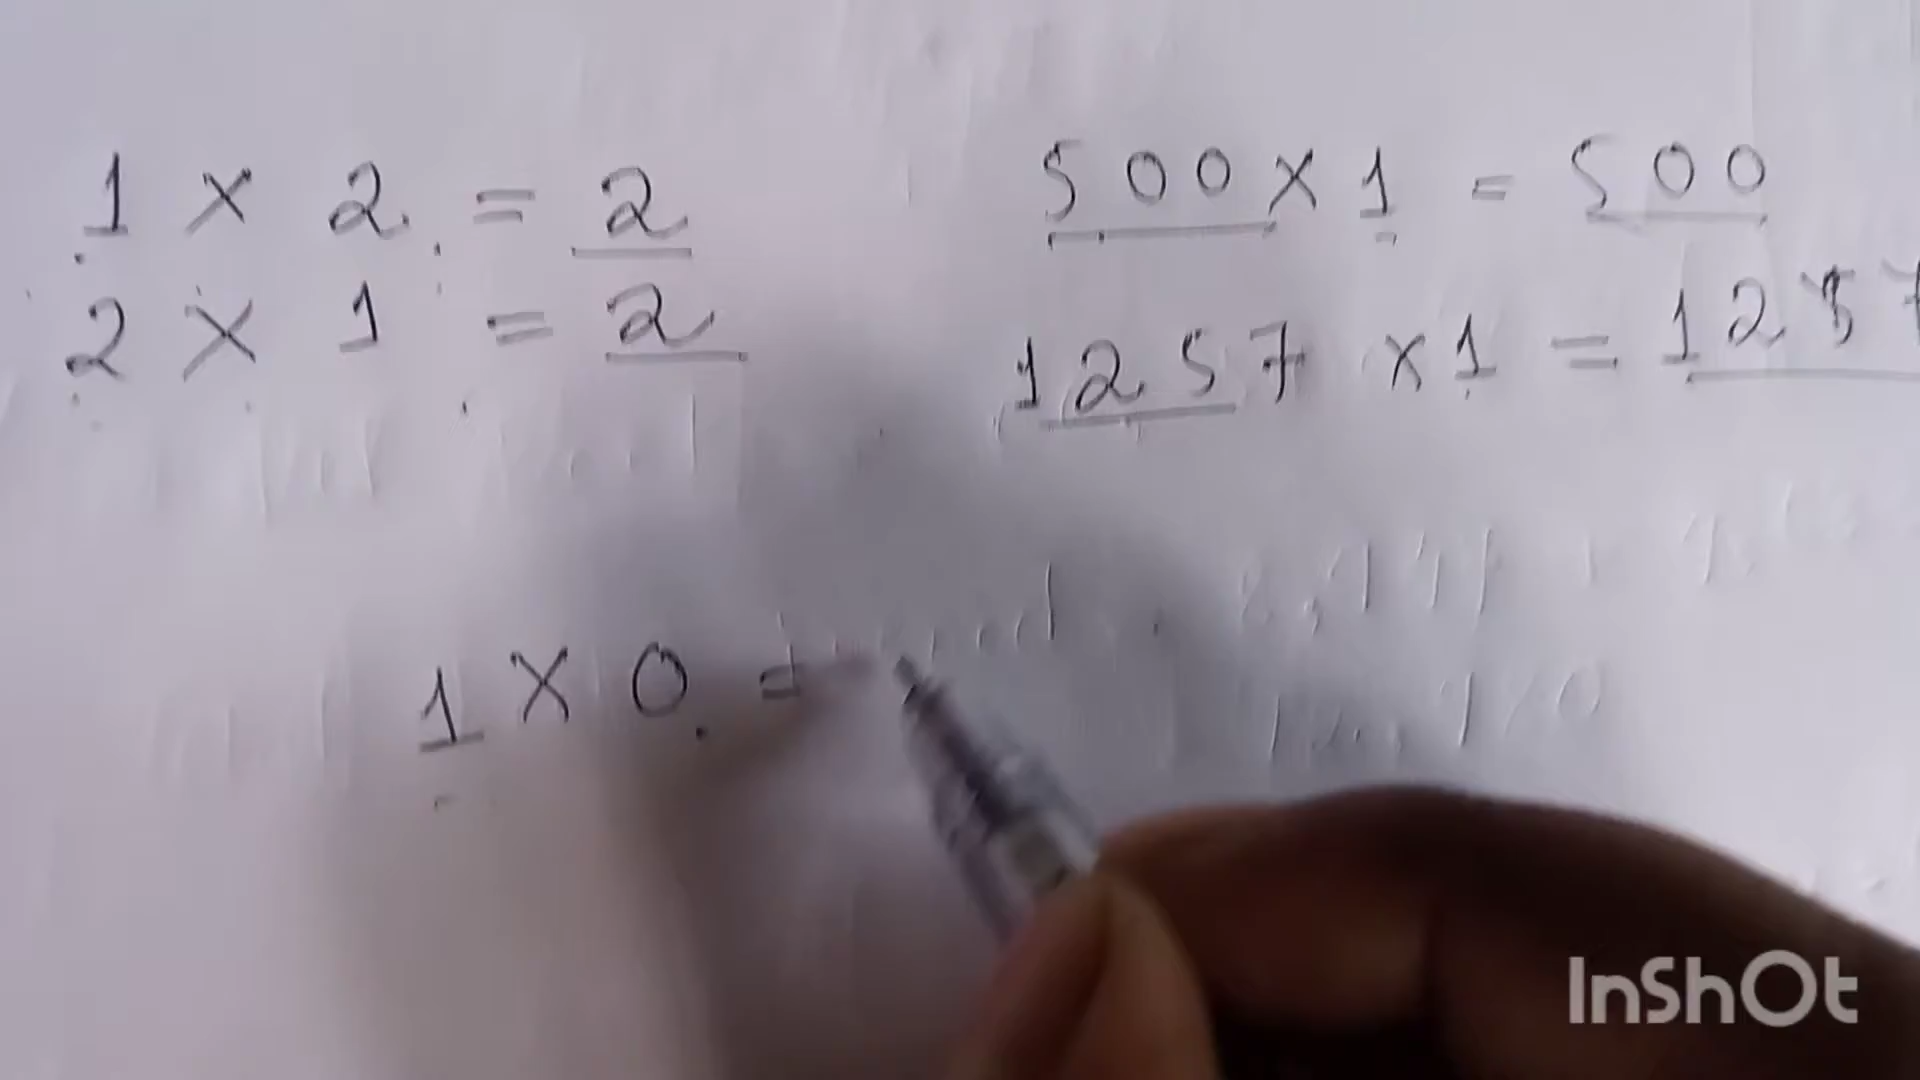 1 × 2 = 2
2 × 1 = 2
500 × 1 = 500
1257 × 1 = 1257
1 × 0 =
InShOt